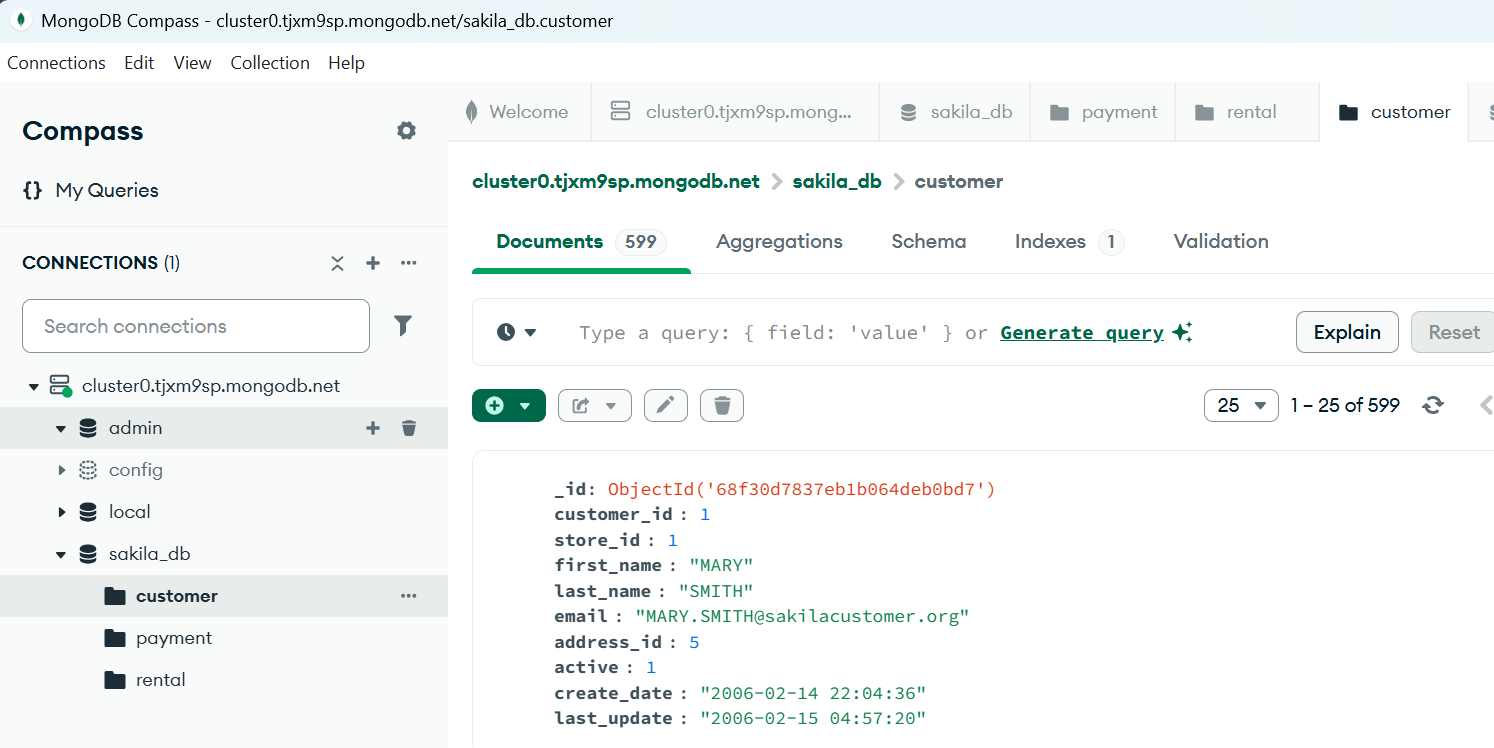 MongoDB Compass - cluster0.tjxm9sp.mongodb.net/sakila_db.customer
Connections Edit View Collection Help
Compass
My Queries
CONNECTIONS (1)
Search connections
cluster0.tjxm9sp.mongodb.net
admin
config
local
sakila_db
customer
payment
rental
Welcome cluster0.tjxm9sp.mong... sakila_db payment rental customer
cluster0.tjxm9sp.mongodb.net > sakila_db > customer
Documents 599 Aggregations Schema Indexes 1 Validation
Type a query: { field: 'value' } or Generate query Explain Reset
25 1 – 25 of 599
_id: ObjectId('68f30d7837eb1b064deb0bd7')
customer_id : 1
store_id : 1
first_name : "MARY"
last_name : "SMITH"
email : "MARY.SMITH@sakilacustomer.org"
address_id : 5
active : 1
create_date : "2006-02-14 22:04:36"
last_update : "2006-02-15 04:57:20"